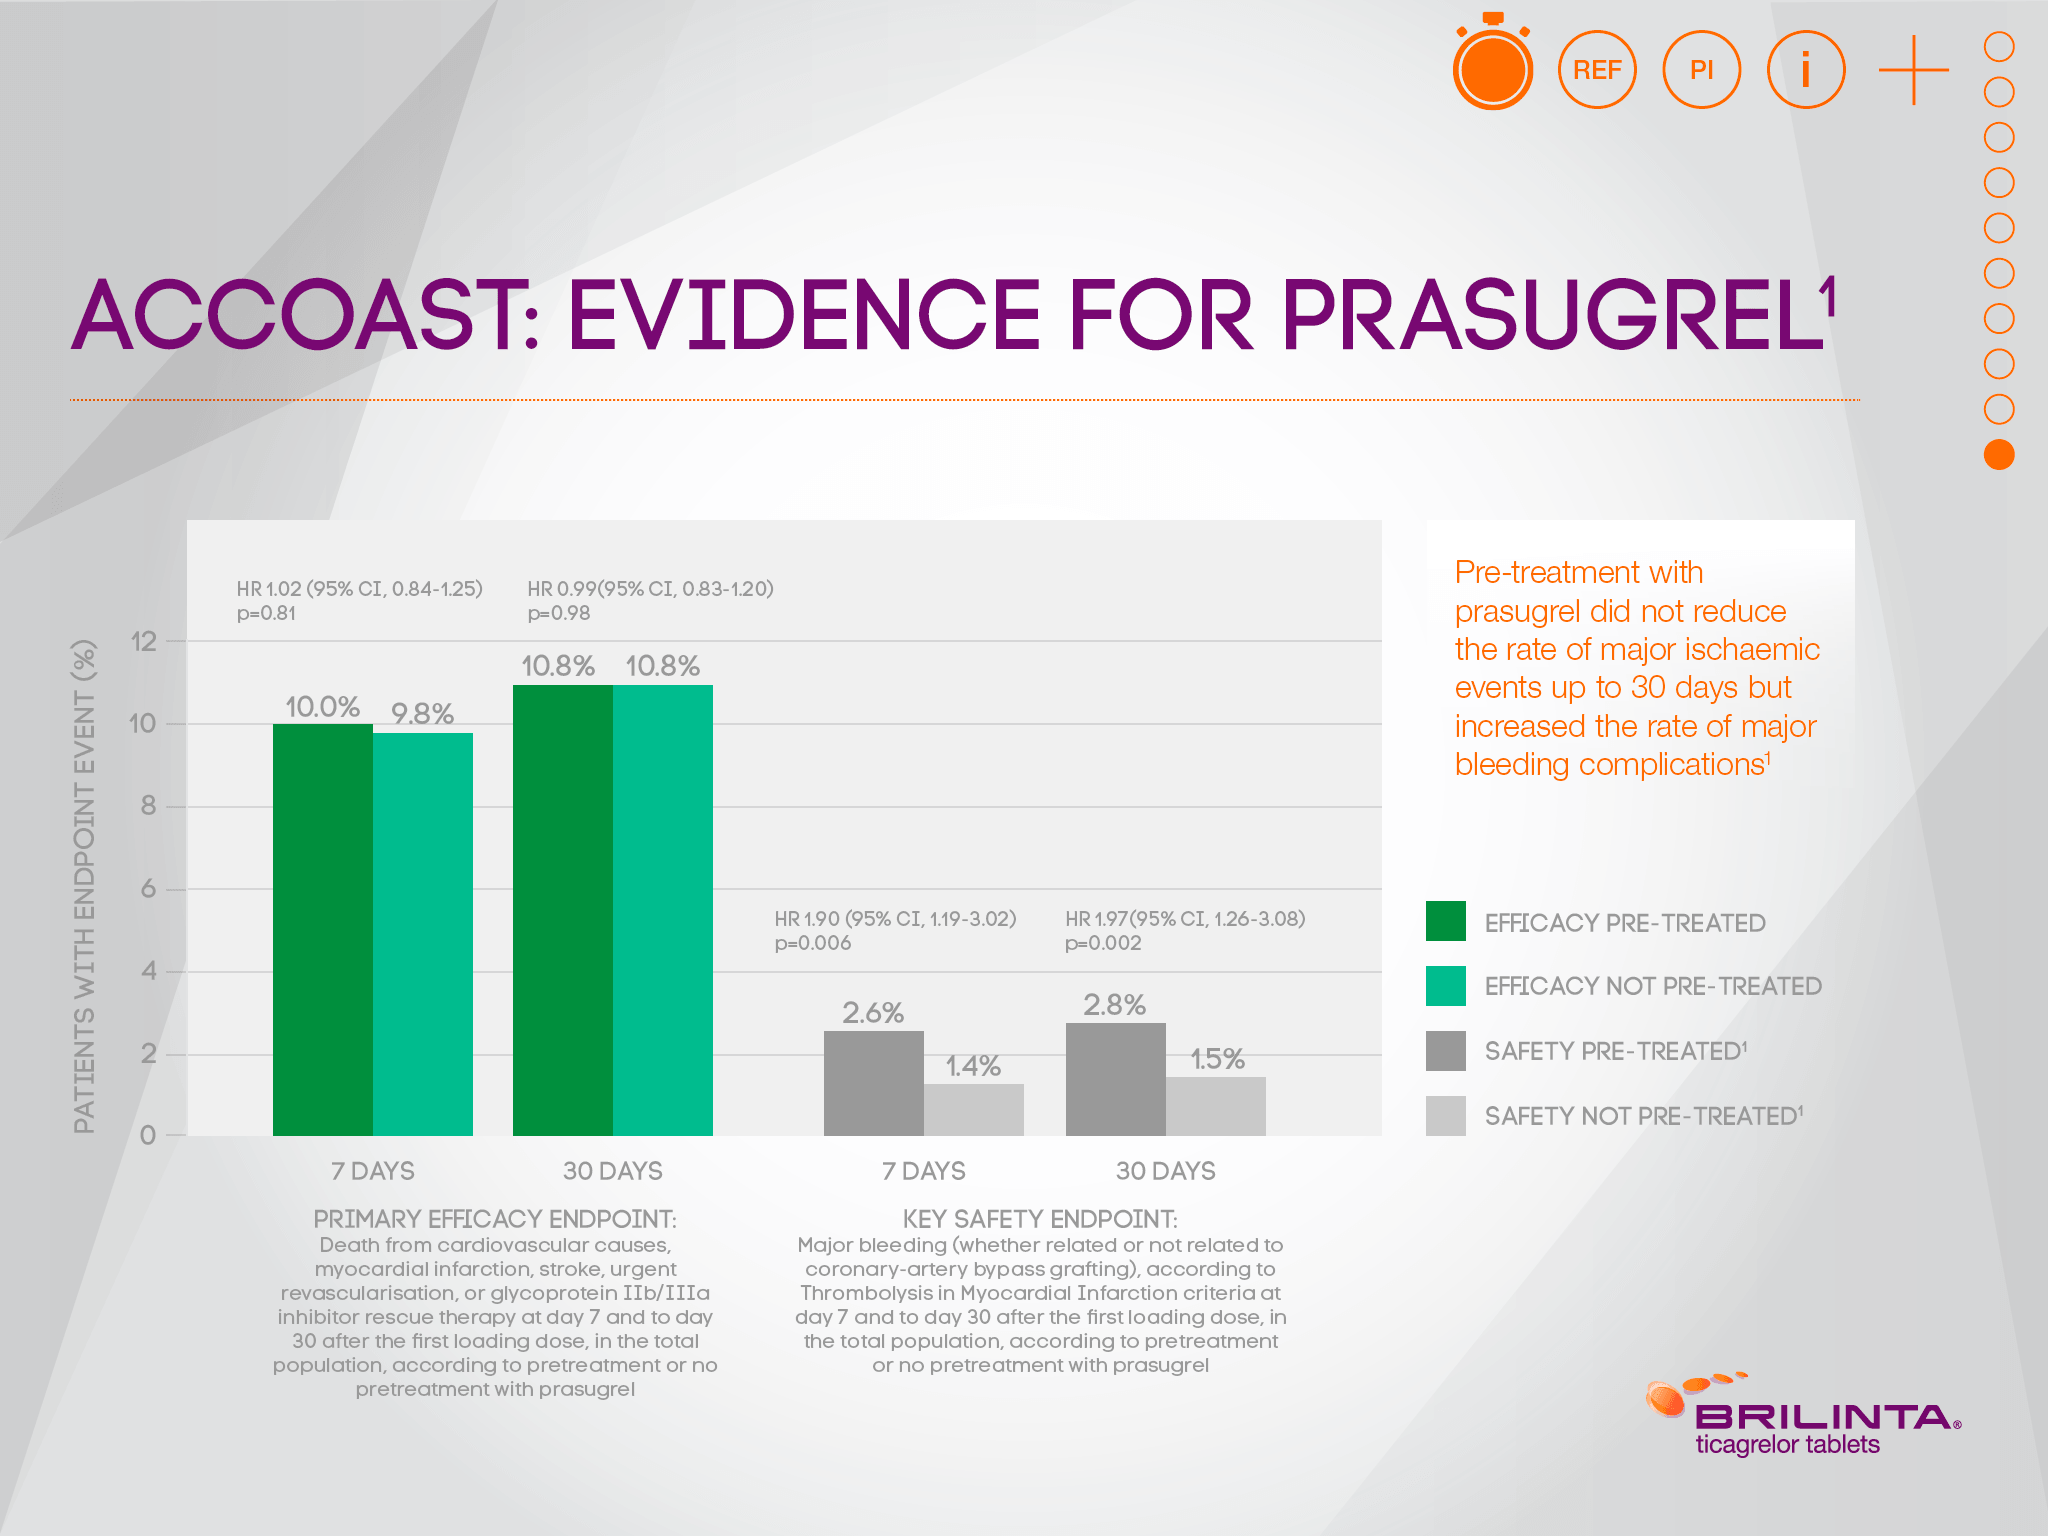 REF
PI
i
ACCOAST: EVIDENCE FOR PRASUGREL¹
HR 1.02 (95% CI, 0.84-1.25)
p=0.81
HR 0.99(95% CI, 0.83-1.20)
p=0.98
PATIENTS WITH ENDPOINT EVENT (%)
12
10
8
6
4
2
0
10.0%
9.8%
10.8%
10.8%
HR 1.90 (95% CI, 1.19-3.02)
p=0.006
HR 1.97(95% CI, 1.26-3.08)
p=0.002
2.6%
1.4%
2.8%
1.5%
7 DAYS
30 DAYS
7 DAYS
30 DAYS
PRIMARY EFFICACY ENDPOINT:
Death from cardiovascular causes,
myocardial infarction, stroke, urgent
revascularisation, or glycoprotein IIb/IIIa
inhibitor rescue therapy at day 7 and to day
30 after the first loading dose, in the total
population, according to pretreatment or no
pretreatment with prasugrel
KEY SAFETY ENDPOINT:
Major bleeding (whether related or not related to
coronary-artery bypass grafting), according to
Thrombolysis in Myocardial Infarction criteria at
day 7 and to day 30 after the first loading dose, in
the total population, according to pretreatment
or no pretreatment with prasugrel
Pre-treatment with
prasugrel did not reduce
the rate of major ischaemic
events up to 30 days but
increased the rate of major
bleeding complications¹
EFFICACY PRE-TREATED
EFFICACY NOT PRE-TREATED
SAFETY PRE-TREATED¹
SAFETY NOT PRE-TREATED¹
BRILINTA®
ticagrelor tablets